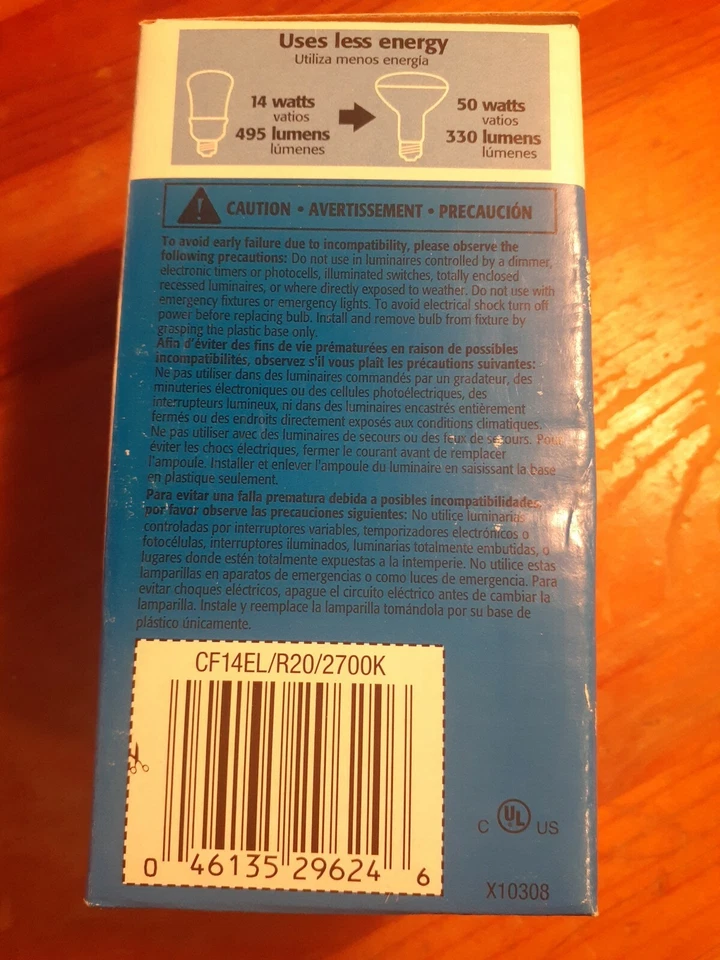 Uses less energy
Utiliza menos energía
14 watts
vatios
495 lumens
lúmenes
50 watts
vatios
330 lumens
lúmenes
CAUTION • AVERTISSEMENT • PRECAUCIÓN
To avoid early failure due to incompatibility, please observe the
following precautions: Do not use in luminaires controlled by a dimmer,
electronic timers or photocells, illuminated switches, totally enclosed
recessed luminaires, or where directly exposed to weather. Do not use with
emergency fixtures or emergency lights. To avoid electrical shock turn off
power before replacing bulb. Install and remove bulb from fixture by
grasping the plastic base only.
Afin d'éviter des fins de vie prématurées en raison de possibles
incompatibilités, observez s'il vous plaît les précautions suivantes:
Ne pas utiliser dans des luminaires commandés par un gradateur, des
minuteries électroniques ou des cellules photoélectriques, des
interrupteurs lumineux, ni dans des luminaires encastrés entièrement
fermés ou des endroits directement exposés aux conditions climatiques.
Ne pas utiliser avec des luminaires de secours ou des feux de secours. Pour
éviter les chocs électriques, fermer le courant avant de remplacer
l'ampoule. Installer et enlever l'ampoule du luminaire en saisissant la base
en plastique seulement.
Para evitar una falla prematura debida a posibles incompatibilidades,
por favor observe las precauciones siguientes: No utilice luminarias
controladas por interruptores variables, temporizadores electrónicos o
fotocélulas, interruptores iluminados, luminarias totalmente embutidas, o
lugares donde estén totalmente expuestas a la intemperie. No utilice estas
lamparillas en aparatos de emergencias o como luces de emergencia. Para
evitar choques eléctricos, apague el circuito eléctrico antes de cambiar la
lamparilla. Instale y reemplace la lamparilla tomándola por su base de
plástico únicamente.
CF14EL/R20/2700K
0 46135 29624 6
C UL US
X10308